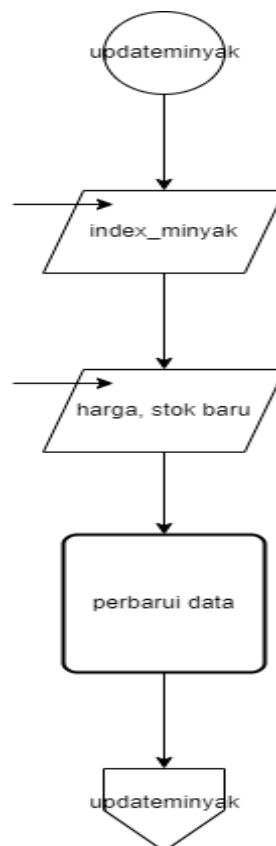 updateminyak
index_minyak
harga, stok baru
perbarui data
updateminyak